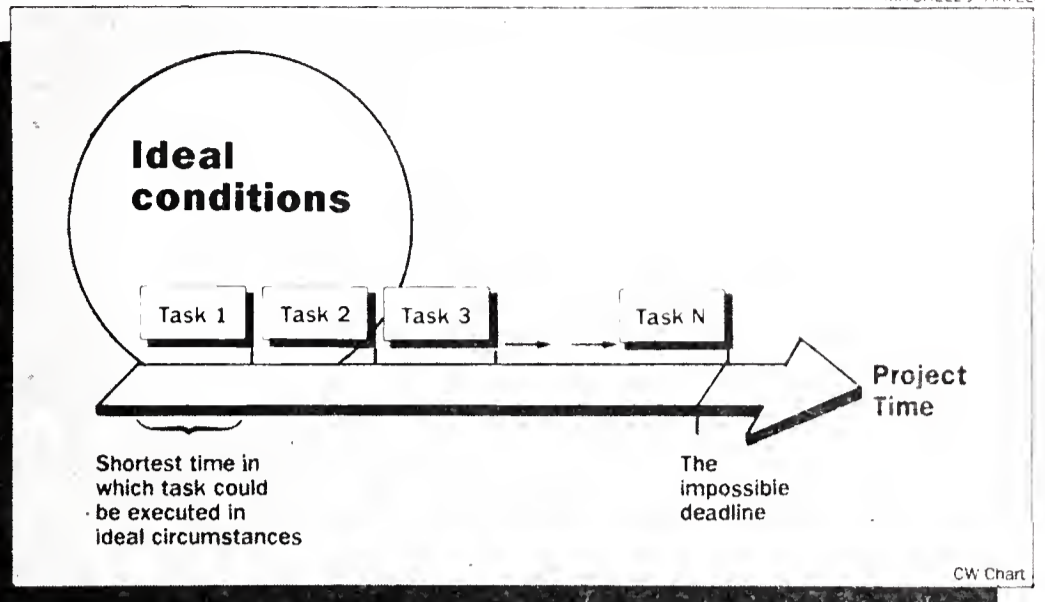 Ideal
conditions
Task 1
Task 2
Task 3
Task N
Project
Time
Shortest time in
which task could
be executed in
ideal circumstances
The
impossible
deadline
CW Chart